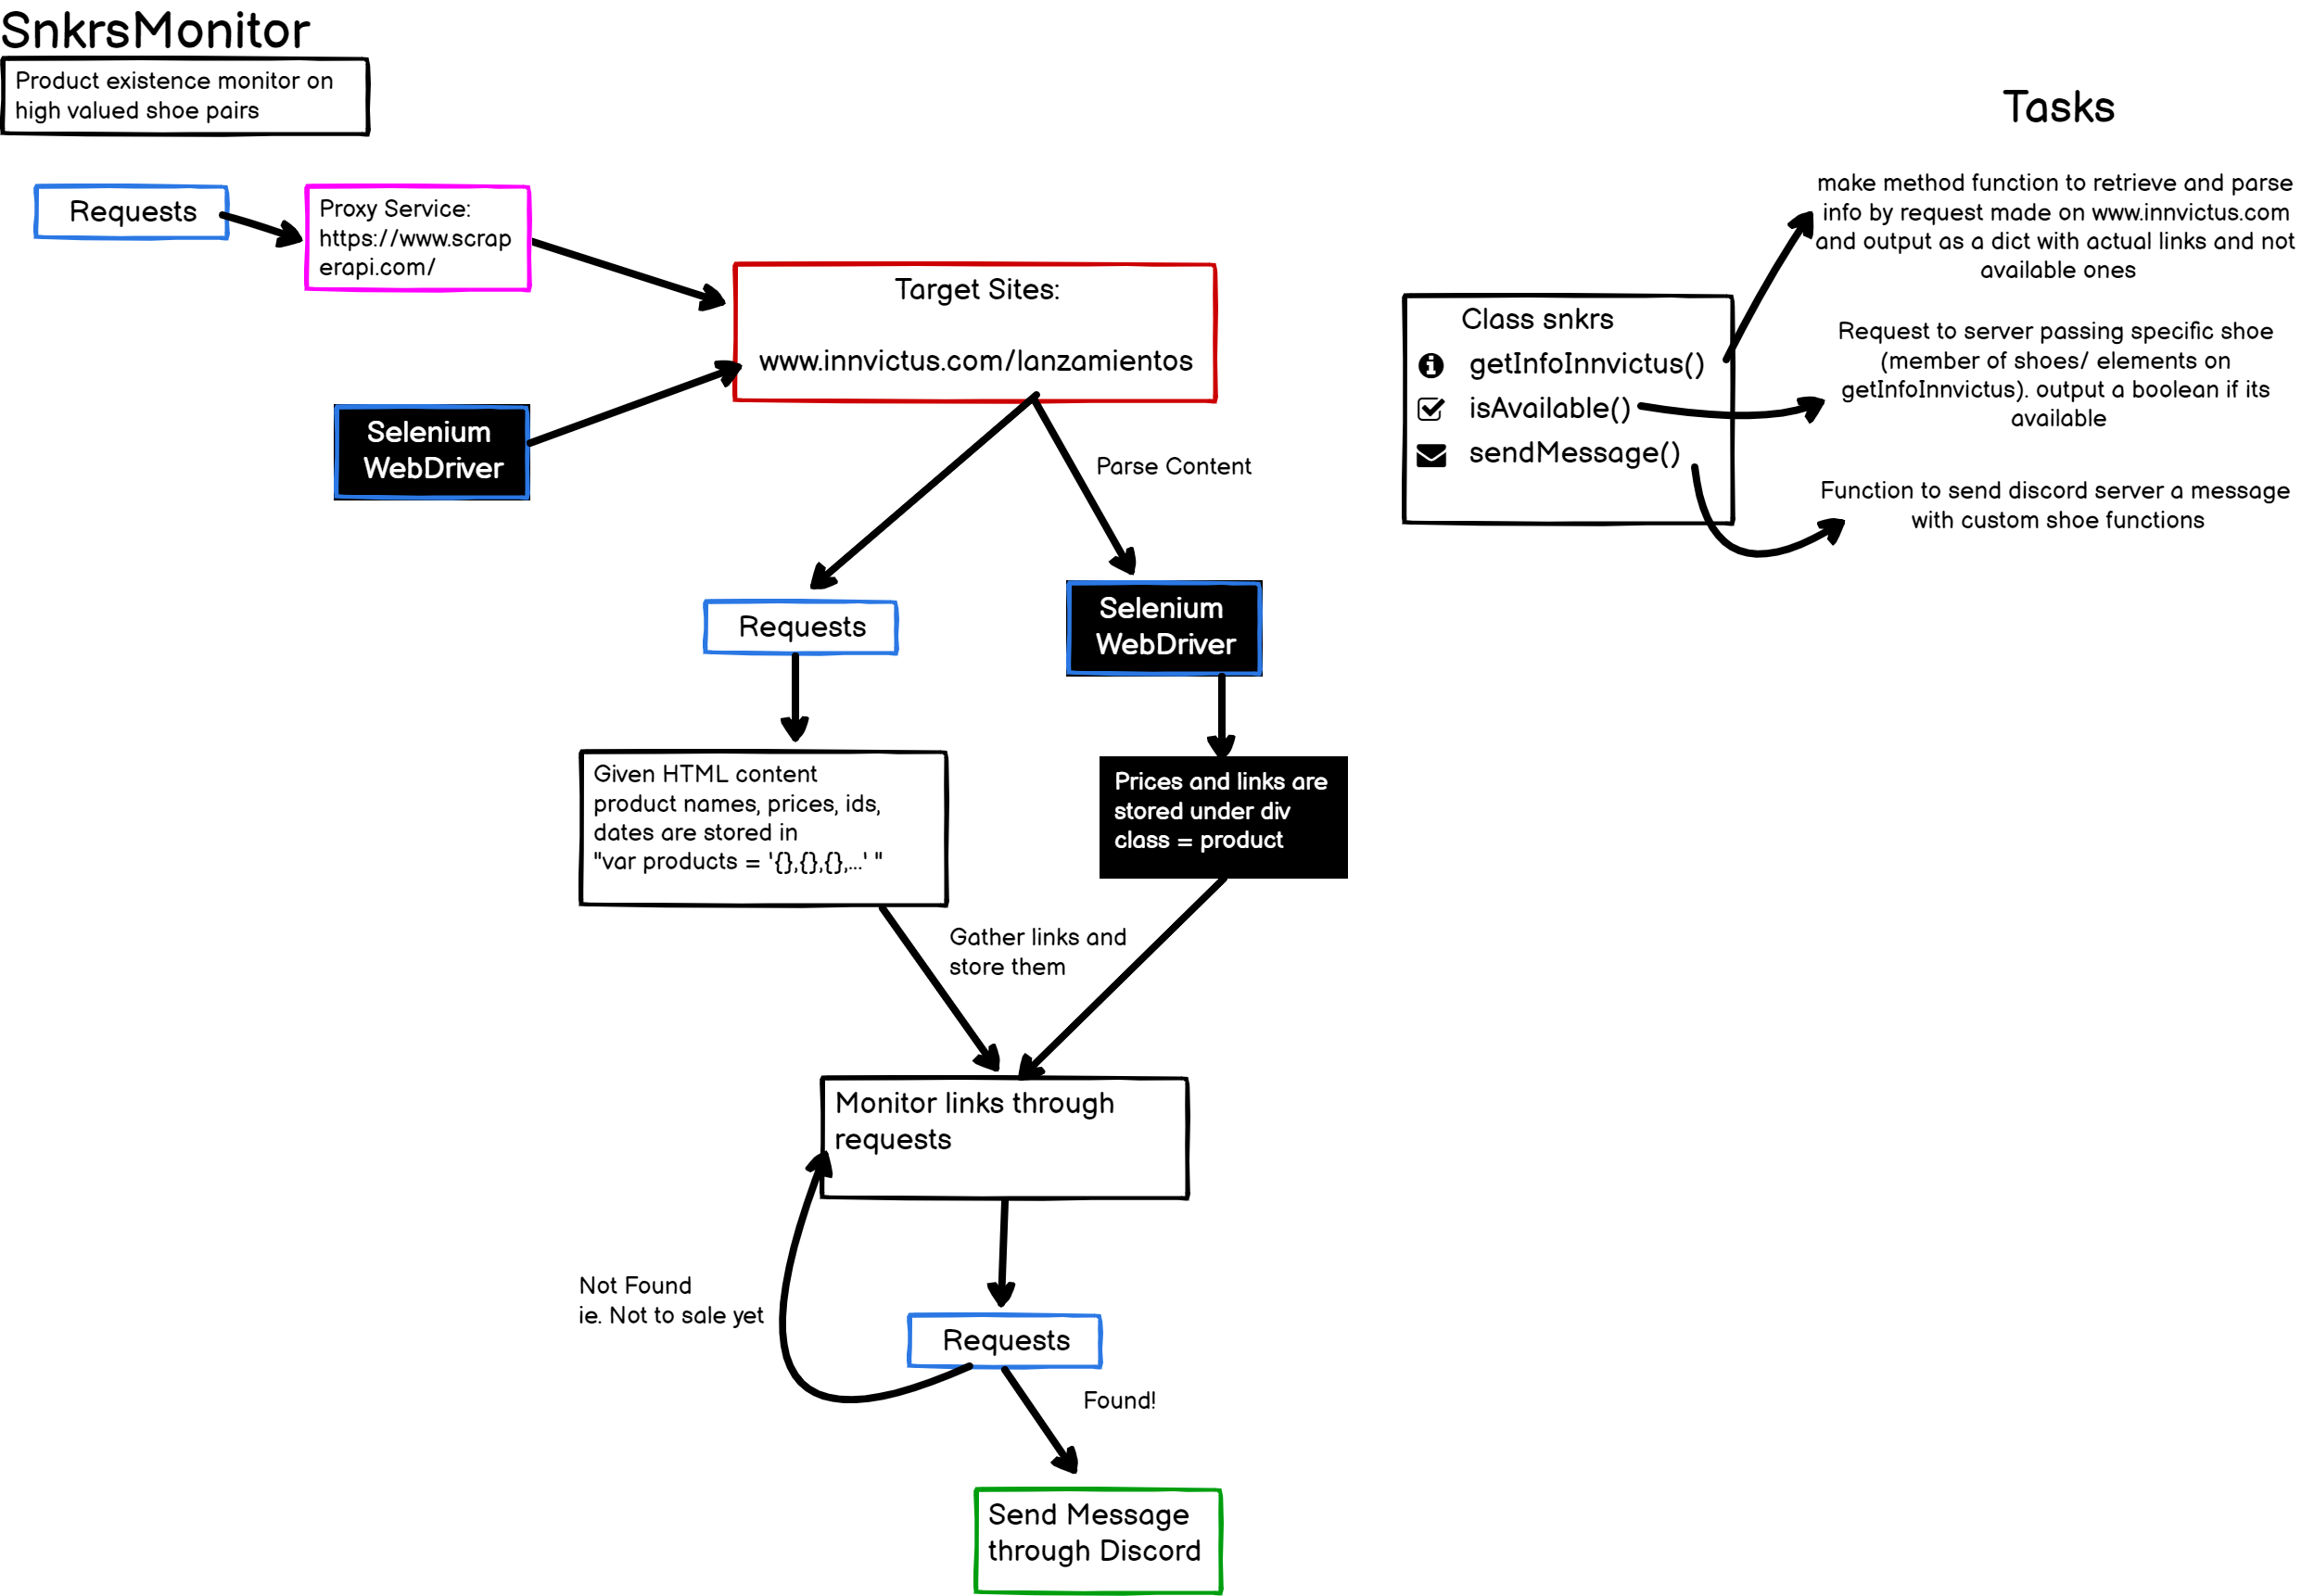 SnkrsMonitor
Product existence monitor on
high valued shoe pairs
Requests
Proxy Service:
https://www.scrap
erapi.com/
Target Sites:
www.innvictus.com/lanzamientos
Selenium
WebDriver
Parse Content
Requests
Selenium
WebDriver
Given HTML content
product names, prices, ids,
dates are stored in
"var products = '{},{},{},...' "
Prices and links are
stored under div
class = product
Gather links and
store them
Monitor links through
requests
Not Found
ie. Not to sale yet
Requests
Found!
Send Message
through Discord
Tasks
Class snkrs
getInfoInnvictus()
isAvailable()
sendMessage()
make method function to retrieve and parse
info by request made on www.innvictus.com
and output as a dict with actual links and not
available ones
Request to server passing specific shoe
(member of shoes/ elements on
getInfoInnvictus). output a boolean if its
available
Function to send discord server a message
with custom shoe functions